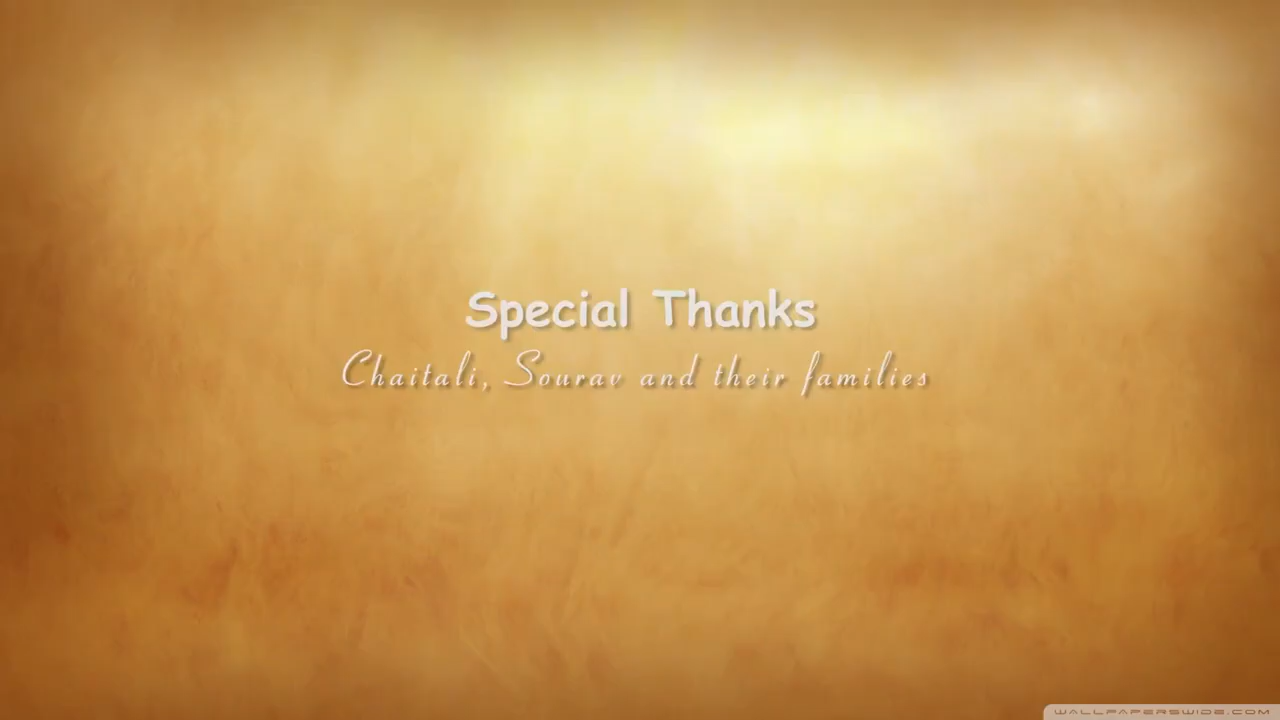 Special Thanks
Chaitali, Sourav and their families
WALLPAPERSWIDE.COM